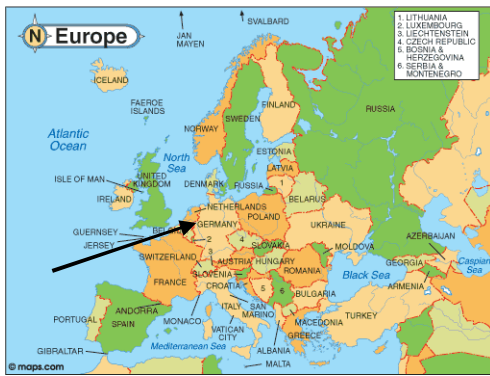 N Europe
1. LITHUANIA
2. LUXEMBOURG
3. LIECHTENSTEIN
4. CZECH REPUBLIC
5. BOSNIA &
HERZEGOVINA
6. SERBIA &
MONTENEGRO
SVALBARD
JAN
MAYEN
ICELAND
FAEROE
ISLANDS
FINLAND
RUSSIA
SWEDEN
NORWAY
Atlantic
Ocean
ESTONIA
North
Sea
LATVIA
1
ISLE OF MAN
UNITED
KINGDOM
DENMARK
RUSSIA
IRELAND
BELARUS
NETHERLANDS
POLAND
GERMANY
UKRAINE
GUERNSEY
JERSEY
2
4
SLOVAKIA
MOLDOVA
AZERBAIJAN
SWITZERLAND
3
AUSTRIA
HUNGARY
GEORGIA
Caspian
Sea
SLOVENIA
ROMANIA
Black Sea
FRANCE
CROATIA
5
6
BULGARIA
ARMENIA
ANDORRA
ITALY
SAN
MARINO
PORTUGAL
SPAIN
MONACO
VATICAN
CITY
MACEDONIA
TURKEY
GREECE
ALBANIA
GIBRALTAR
Mediterranean Sea
MALTA
© maps.com